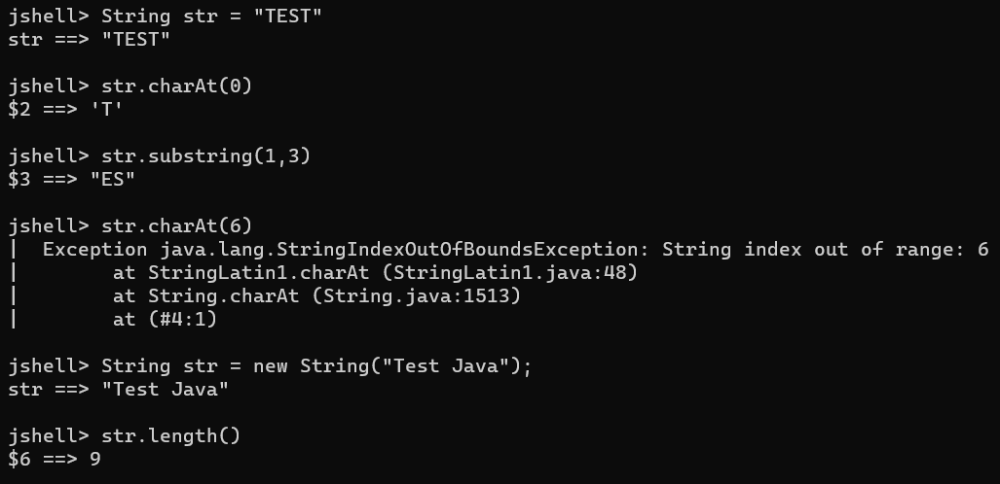 jshell> String str = "TEST"
str ==> "TEST"

jshell> str.charAt(0)
$2 ==> 'T'

jshell> str.substring(1,3)
$3 ==> "ES"

jshell> str.charAt(6)
|  Exception java.lang.StringIndexOutOfBoundsException: String index out of range: 6
|        at StringLatin1.charAt (StringLatin1.java:48)
|        at String.charAt (String.java:1513)
|        at (#4:1)

jshell> String str = new String("Test Java");
str ==> "Test Java"

jshell> str.length()
$6 ==> 9